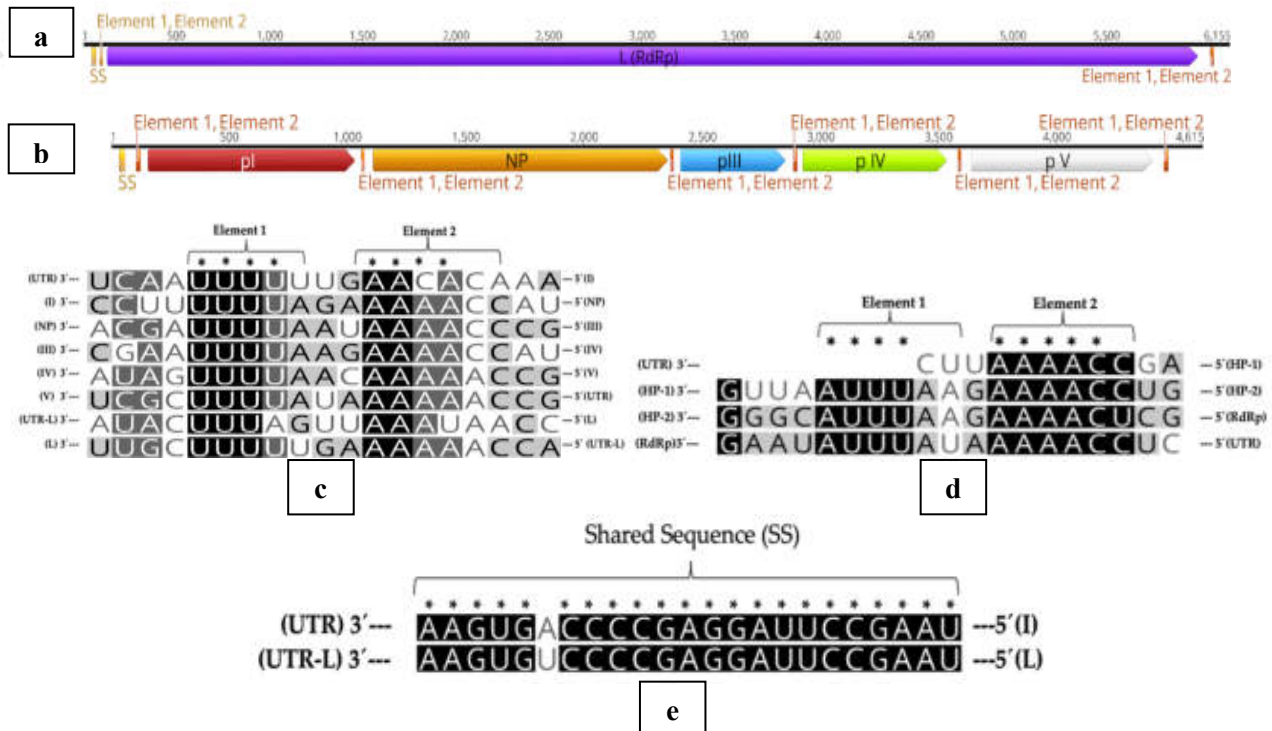 a
Element 1, Element 2
1 500 1,000 1,500 2,000 2,500 3,000 3,500 4,000 4,500 5,000 5,500 6,155
L (RdRp)
SS
Element 1, Element 2
b
Element 1, Element 2 Element 1, Element 2 Element 1, Element 2
1 500 1,000 1,500 2,000 2,500 3,000 3,500 4,000 4,615
pI NP pIII p IV p V
SS
Element 1, Element 2 Element 1, Element 2 Element 1, Element 2
Element 1 Element 2
* * * * * * * *
(UTR) 3´--- UCAAUUUUUUGAACACAAA --5´(I)
(I) 3´--- CCUUUUUUAGAAAAACCAU --5´(NP)
(NP) 3´--- ACGAUUUUAAUAAAACCCG --5´(III)
(III) 3´--- CGAAUUUUAAGAAAACCAU --5´(IV)
(IV) 3´--- AUAGUUUUAACAAAAACCG --5´(V)
(V) 3´--- UCGCUUUUAUAAAAAACCG --5´(UTR)
(UTR-L) 3´--- AUACUUUAGUUAAAUAACC --5´(L)
(L) 3´--- UUGCUUUUUGAAAAAACCA --5´ (UTR-L)
c
Element 1 Element 2
* * * * * * * * *
(UTR) 3´--- CUUAAAACCGA --- 5´(HP-1)
(HP-1) 3´--- GUUAAUUUAAGAAAACCUG --- 5´(HP-2)
(HP-2) 3´--- GGGCAUUUAAGAAAACUCG --- 5´(RdRp)
(RdRp)3´--- GAAUAUUUAUAAAAACCUC --- 5´(UTR)
d
Shared Sequence (SS)
* * * * * * * * * * * * * * * * * * * * * *
(UTR) 3´--- AAGUGACCCCGAGGAUUCCGAAU ---5´(I)
(UTR-L) 3´--- AAGUGUCCCCGAGGAUUCCGAAU ---5´(L)
e